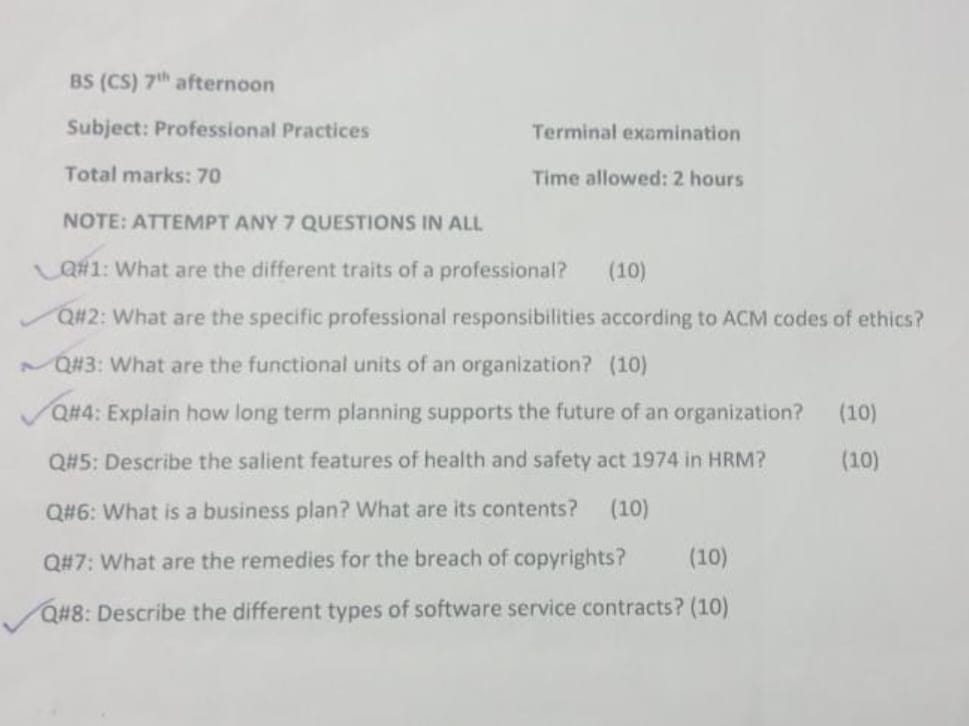 BS (CS) 7th afternoon
Subject: Professional Practices Terminal examination
Total marks: 70 Time allowed: 2 hours
NOTE: ATTEMPT ANY 7 QUESTIONS IN ALL
Q#1: What are the different traits of a professional? (10)
Q#2: What are the specific professional responsibilities according to ACM codes of ethics?
Q#3: What are the functional units of an organization? (10)
Q#4: Explain how long term planning supports the future of an organization? (10)
Q#5: Describe the salient features of health and safety act 1974 in HRM? (10)
Q#6: What is a business plan? What are its contents? (10)
Q#7: What are the remedies for the breach of copyrights? (10)
Q#8: Describe the different types of software service contracts? (10)